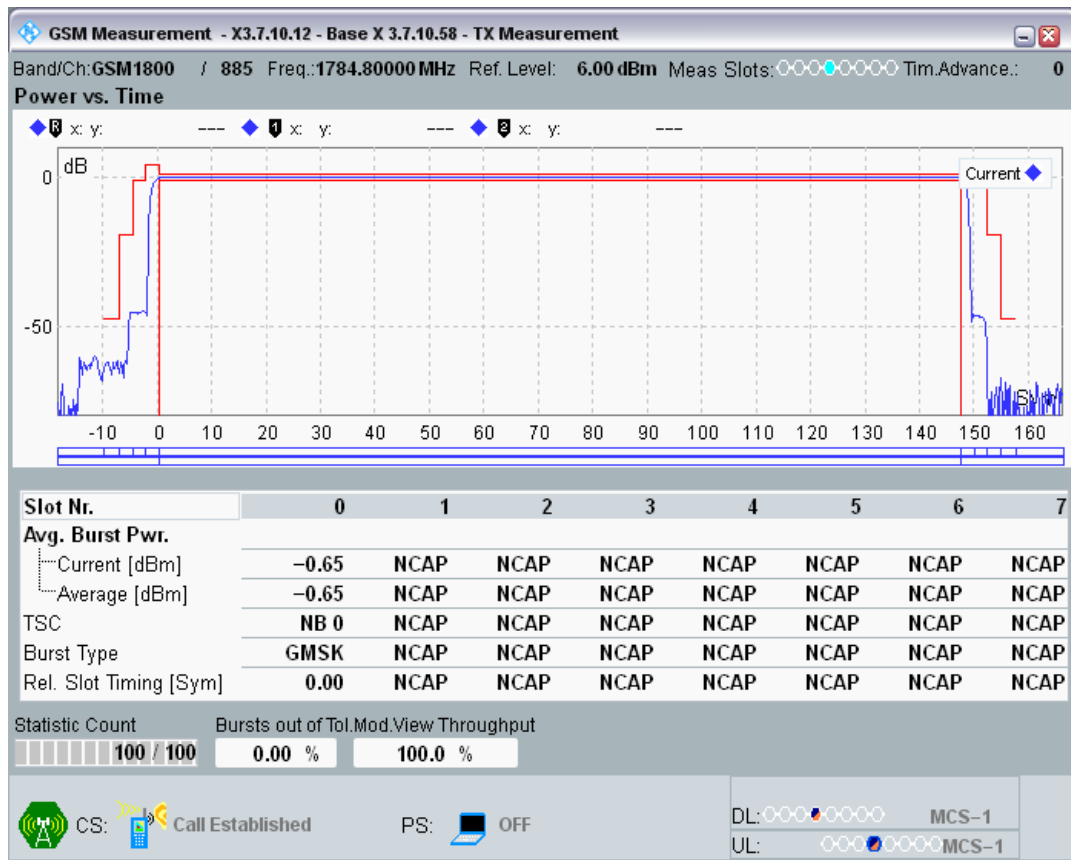 GSM Measurement - X3.7.10.12 - Base X 3.7.10.58 - TX Measurement
Band/Ch:GSM1800 / 885 Freq.:1784.80000 MHz Ref. Level: 6.00 dBm Meas Slots: Tim.Advance.: 0
Power vs. Time
R x: y: --- 1 x: y: --- 2 x: y: ---
dB
Current
0
-50
-10 0 10 20 30 40 50 60 70 80 90 100 110 120 130 140 150 160
Slot Nr. 0 1 2 3 4 5 6 7
Avg. Burst Pwr.
Current [dBm] −0.65 NCAP NCAP NCAP NCAP NCAP NCAP NCAP
Average [dBm] −0.65 NCAP NCAP NCAP NCAP NCAP NCAP NCAP
TSC NB 0 NCAP NCAP NCAP NCAP NCAP NCAP NCAP
Burst Type GMSK NCAP NCAP NCAP NCAP NCAP NCAP NCAP
Rel. Slot Timing [Sym] 0.00 NCAP NCAP NCAP NCAP NCAP NCAP NCAP
Statistic Count Bursts out of Tol. Mod.View Throughput
100 / 100 0.00 % 100.0 %
CS: Call Established PS: OFF
DL: MCS−1
UL: MCS−1